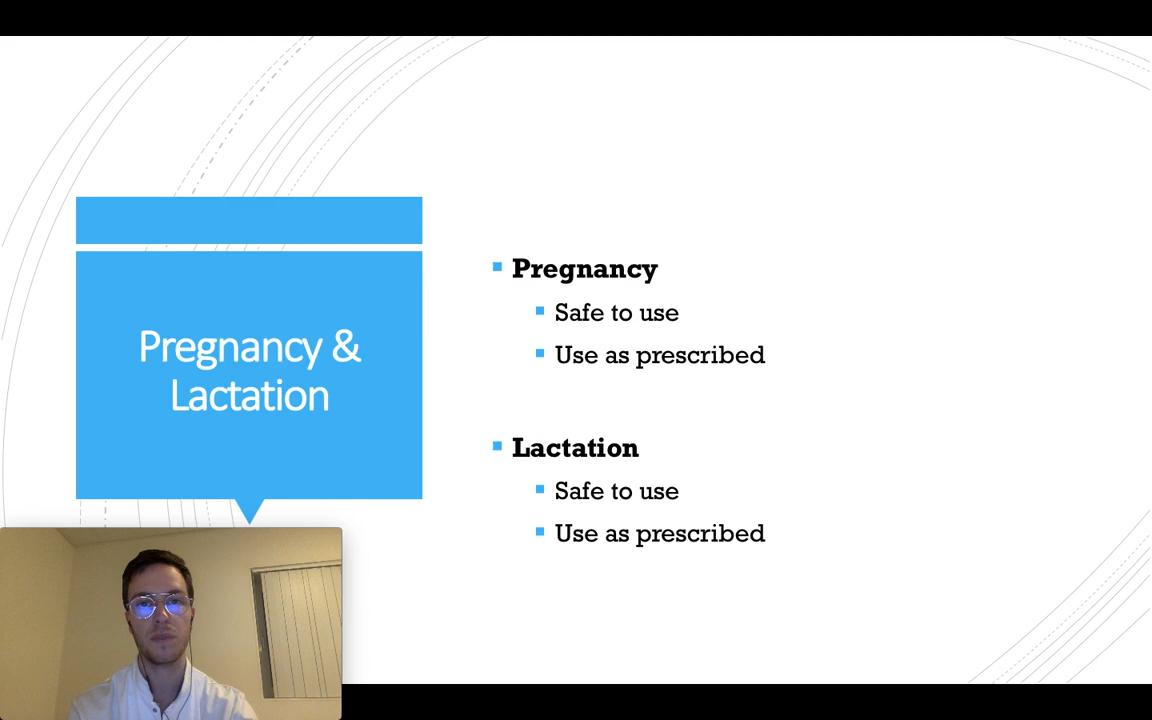 Pregnancy &
Lactation
Pregnancy
Safe to use
Use as prescribed
Lactation
Safe to use
Use as prescribed